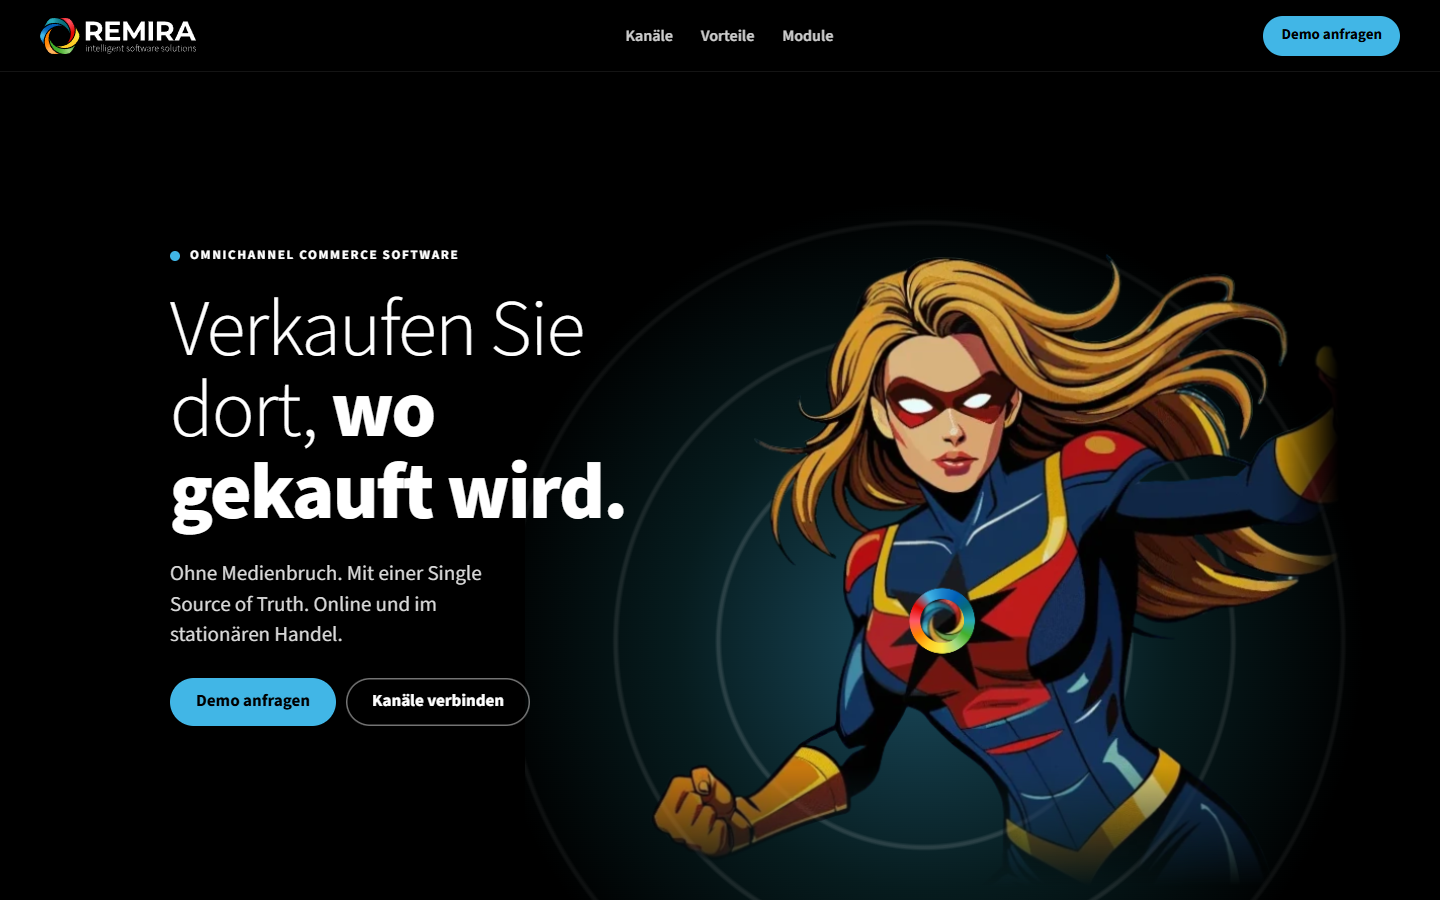 REMIRA
intelligent software solutions
Kanäle Vorteile Module
Demo anfragen
OMNICHANNEL COMMERCE SOFTWARE
Verkaufen Sie
dort, wo
gekauft wird.
Ohne Medienbruch. Mit einer Single
Source of Truth. Online und im
stationären Handel.
Demo anfragen
Kanäle verbinden